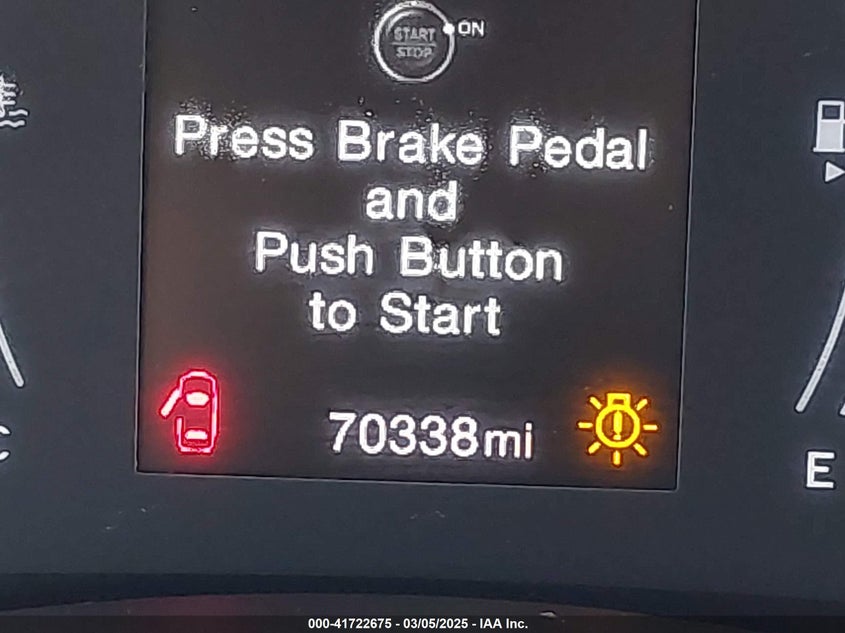 START
STOP
ON
Press Brake Pedal
and
Push Button
to Start
70338mi
C
E
000-41722675 - 03/05/2025 - IAA Inc.